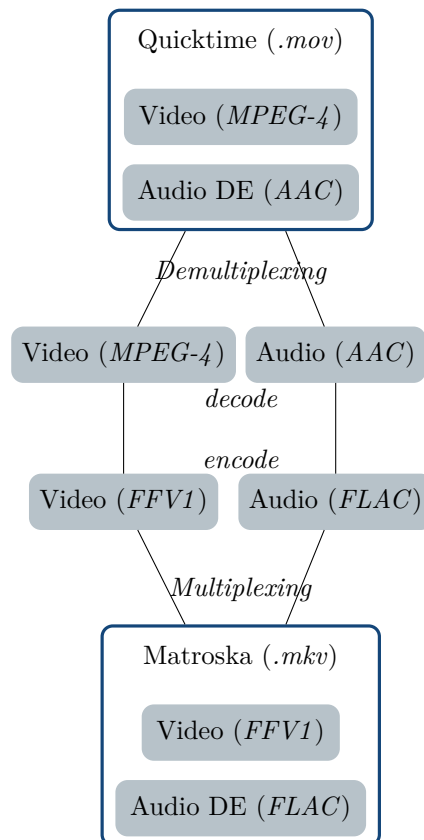 Quicktime (.mov)
Video (MPEG-4)
Audio DE (AAC)
Demultiplexing
Video (MPEG-4) Audio (AAC)
decode
encode
Video (FFV1) Audio (FLAC)
Multiplexing
Matroska (.mkv)
Video (FFV1)
Audio DE (FLAC)